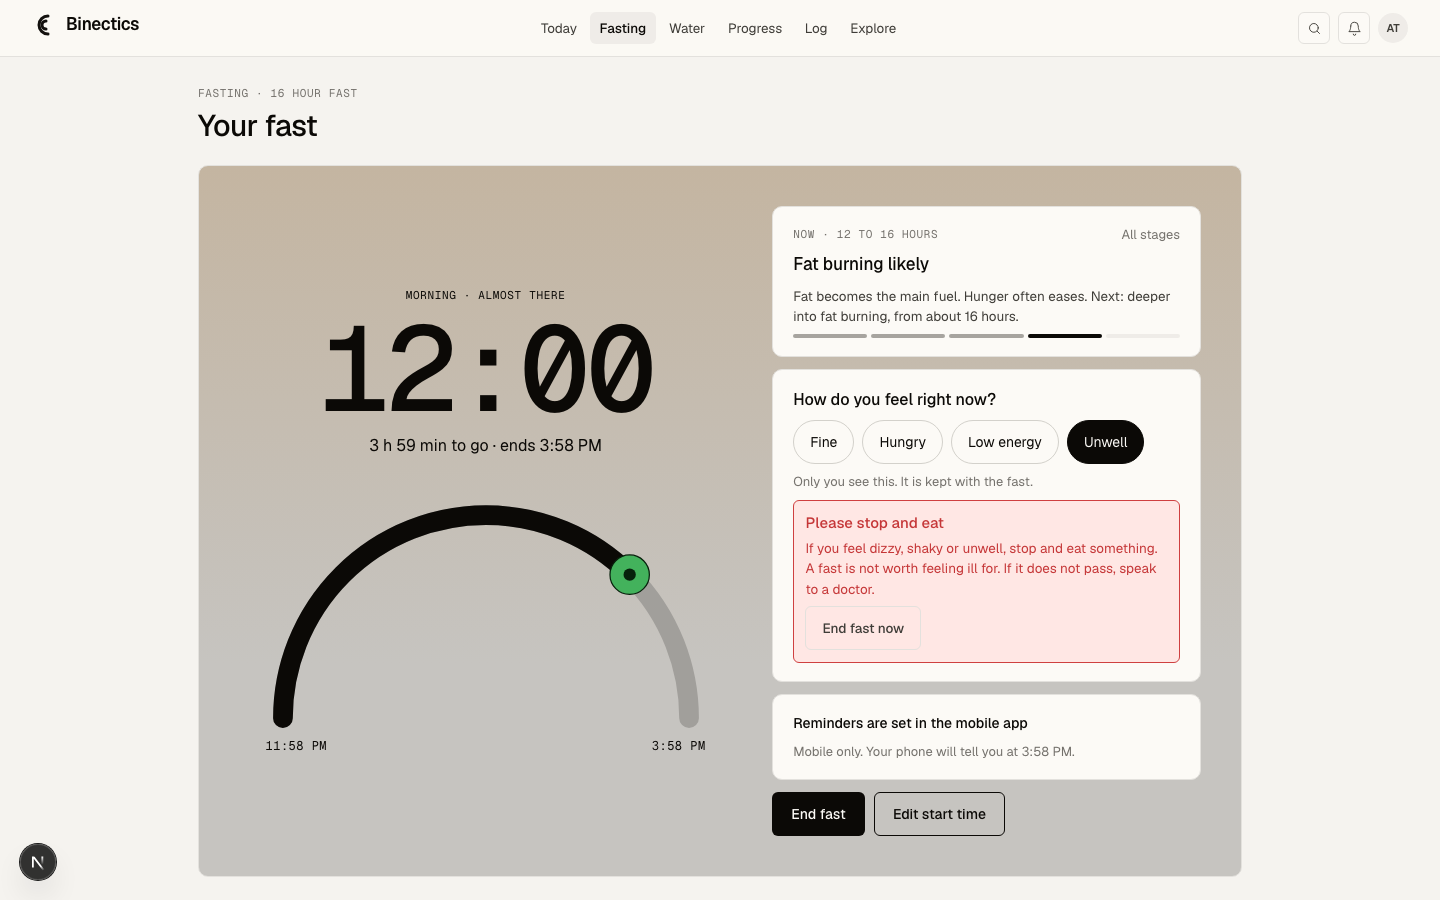 Binectics
Today
Fasting
Water
Progress
Log
Explore
AT
FASTING · 16 HOUR FAST
Your fast
MORNING · ALMOST THERE
12:00
3 h 59 min to go · ends 3:58 PM
11:58 PM
3:58 PM
NOW · 12 TO 16 HOURS
All stages
Fat burning likely
Fat becomes the main fuel. Hunger often eases. Next: deeper
into fat burning, from about 16 hours.
How do you feel right now?
Fine
Hungry
Low energy
Unwell
Only you see this. It is kept with the fast.
Please stop and eat
If you feel dizzy, shaky or unwell, stop and eat something.
A fast is not worth feeling ill for. If it does not pass, speak
to a doctor.
End fast now
Reminders are set in the mobile app
Mobile only. Your phone will tell you at 3:58 PM.
End fast
Edit start time
N